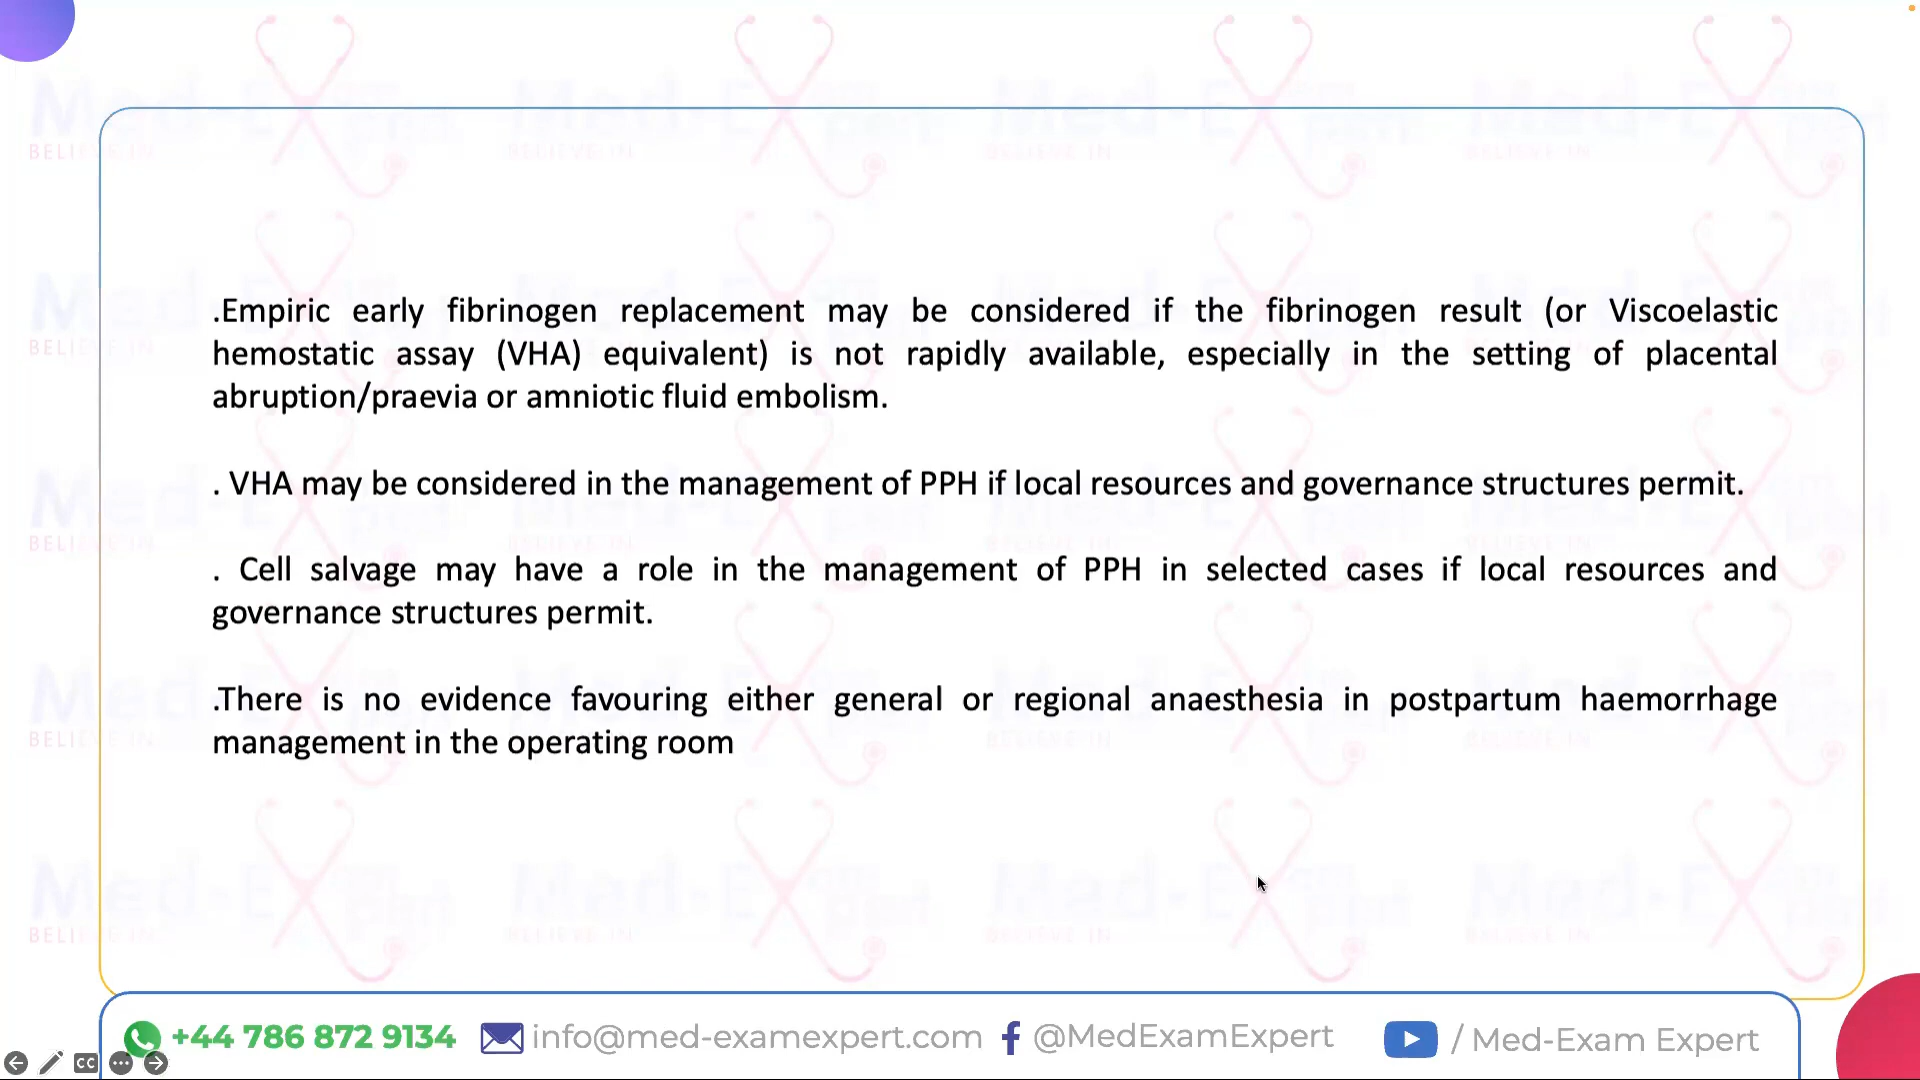 .Empiric early fibrinogen replacement may be considered if the fibrinogen result (or Viscoelastic
hemostatic assay (VHA) equivalent) is not rapidly available, especially in the setting of placental
abruption/praevia or amniotic fluid embolism.
. VHA may be considered in the management of PPH if local resources and governance structures permit.
. Cell salvage may have a role in the management of PPH in selected cases if local resources and
governance structures permit.
.There is no evidence favouring either general or regional anaesthesia in postpartum haemorrhage
management in the operating room
+44 786 872 9134 info@med-examexpert.com @MedExamExpert / Med-Exam Expert
CC